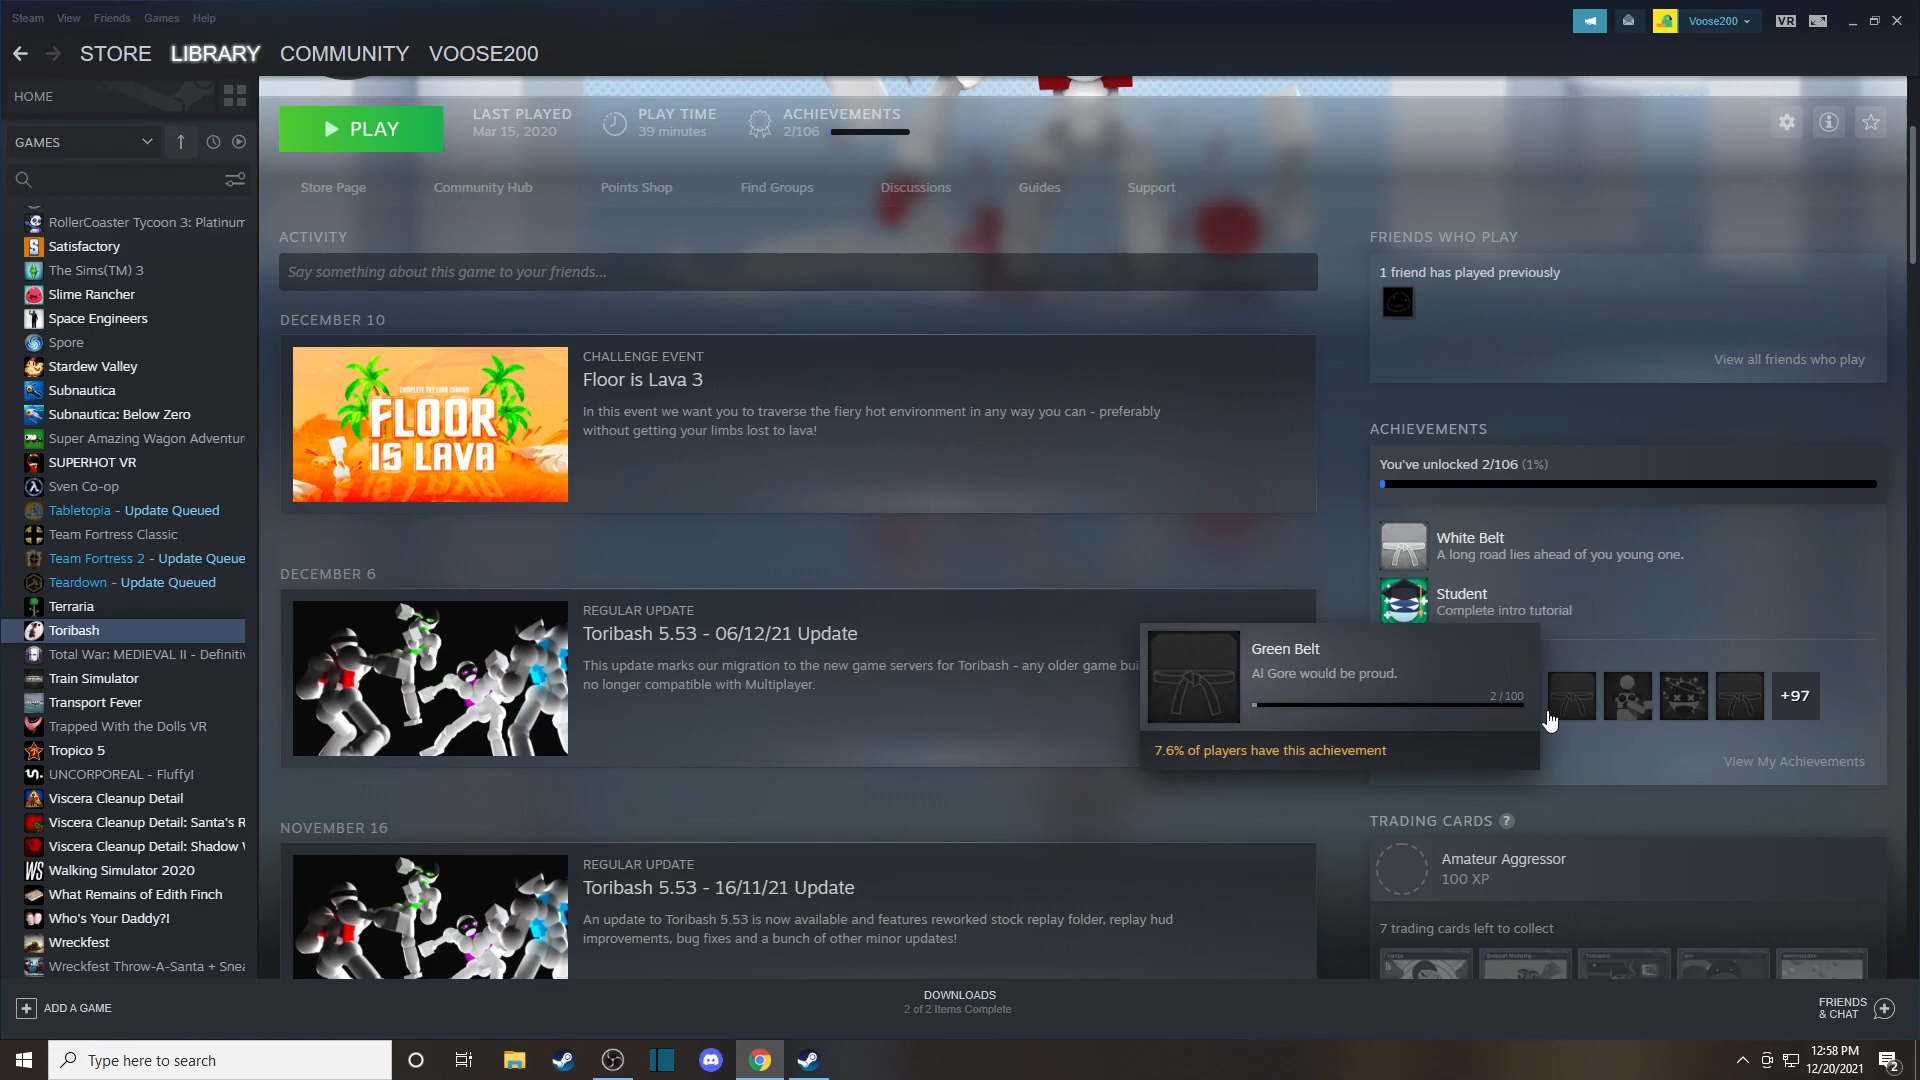 Steam View Friends Games Help
Voose200
VR
STORE LIBRARY COMMUNITY VOOSE200
HOME
GAMES
RollerCoaster Tycoon 3: Platinum
Satisfactory
The Sims(TM) 3
Slime Rancher
Space Engineers
Spore
Stardew Valley
Subnautica
Subnautica: Below Zero
Super Amazing Wagon Adventur
SUPERHOT VR
Sven Co-op
Tabletopia - Update Queued
Team Fortress Classic
Team Fortress 2 - Update Queue
Teardown - Update Queued
Terraria
Toribash
Total War: MEDIEVAL II - Definiti
Train Simulator
Transport Fever
Trapped With the Dolls VR
Tropico 5
UNCORPOREAL - Fluffy!
Viscera Cleanup Detail
Viscera Cleanup Detail: Santa's R
Viscera Cleanup Detail: Shadow
Walking Simulator 2020
What Remains of Edith Finch
Who's Your Daddy?!
Wreckfest
Wreckfest Throw-A-Santa + Snea
ADD A GAME
PLAY
LAST PLAYED
Mar 15, 2020
PLAY TIME
39 minutes
ACHIEVEMENTS
2/106
Store Page Community Hub Points Shop Find Groups Discussions Guides Support
ACTIVITY
Say something about this game to your friends...
DECEMBER 10
FLOOR
IS LAVA
CHALLENGE EVENT
Floor is Lava 3
In this event we want you to traverse the fiery hot environment in any way you can - preferably
without getting your limbs lost to lava!
DECEMBER 6
REGULAR UPDATE
Toribash 5.53 - 06/12/21 Update
This update marks our migration to the new game servers for Toribash - any older game bui
no longer compatible with Multiplayer.
NOVEMBER 16
REGULAR UPDATE
Toribash 5.53 - 16/11/21 Update
An update to Toribash 5.53 is now available and features reworked stock replay folder, replay hud
improvements, bug fixes and a bunch of other minor updates!
FRIENDS WHO PLAY
1 friend has played previously
View all friends who play
ACHIEVEMENTS
You've unlocked 2/106 (1%)
White Belt
A long road lies ahead of you young one.
Student
Complete intro tutorial
Green Belt
Al Gore would be proud.
2 / 100
7.6% of players have this achievement
+97
View My Achievements
TRADING CARDS ?
Amateur Aggressor
100 XP
7 trading cards left to collect
DOWNLOADS
2 of 2 Items Complete
FRIENDS
& CHAT
Type here to search
12:58 PM
12/20/2021
2